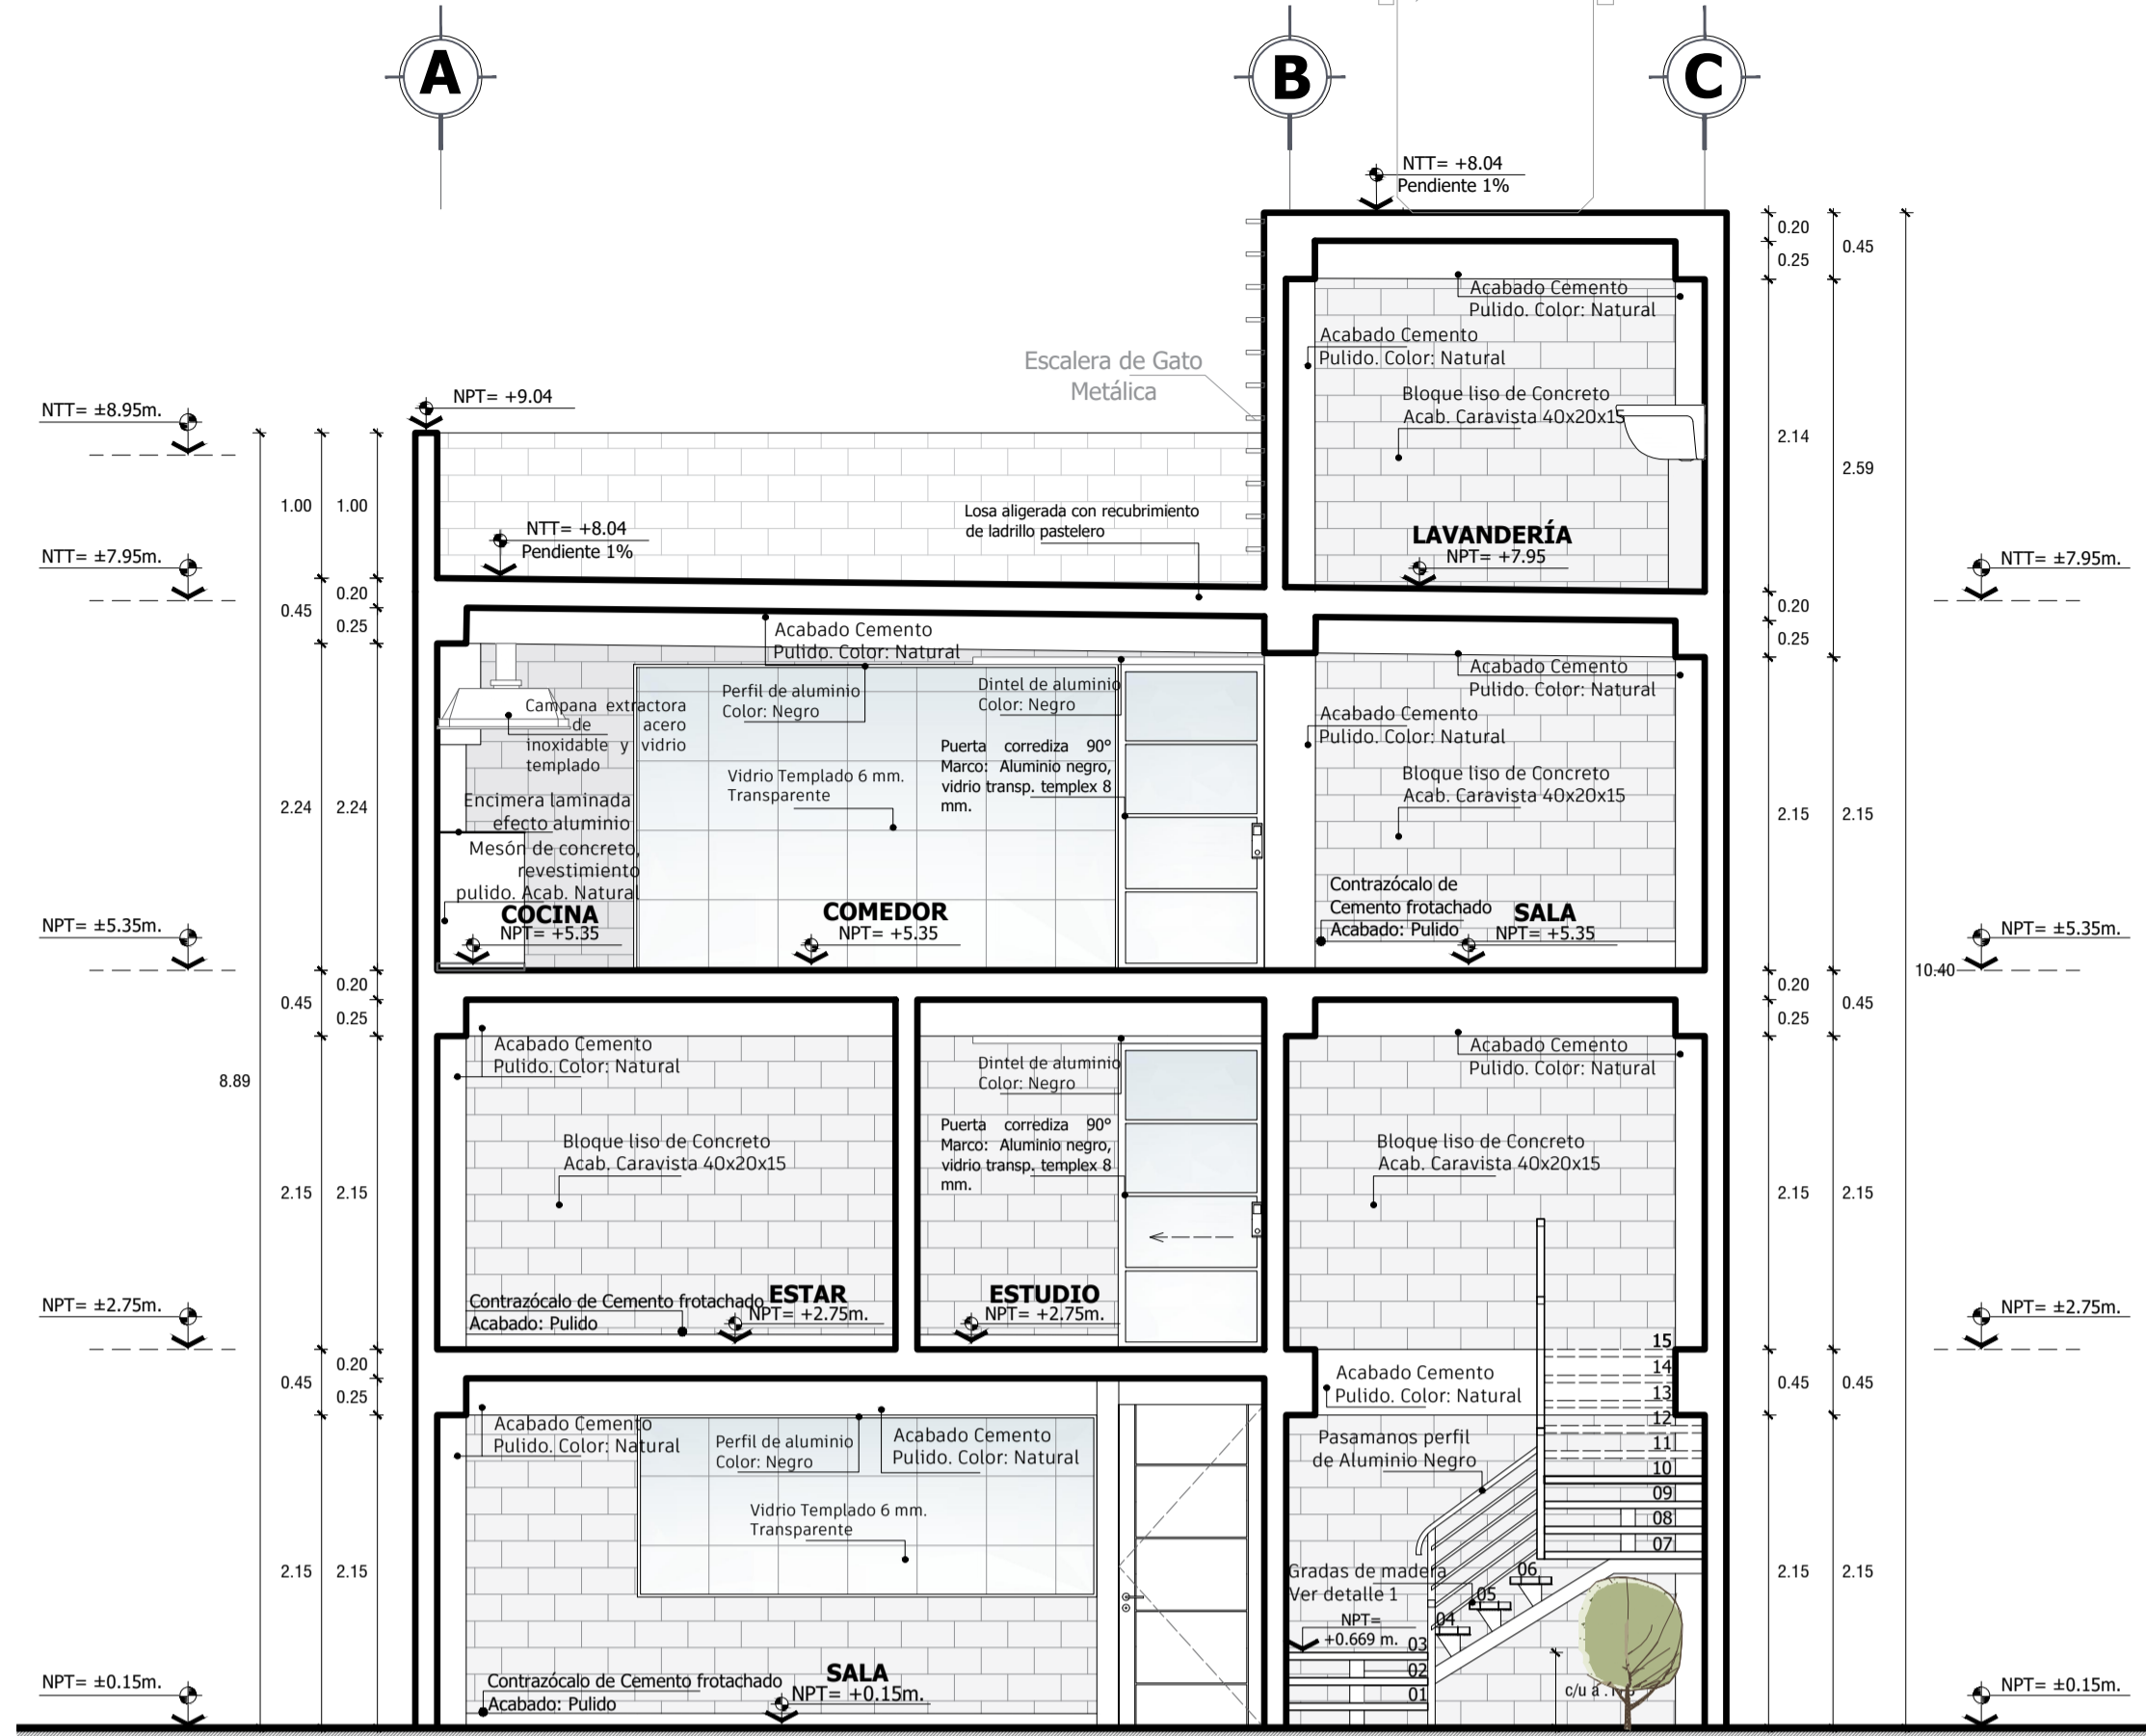 A
B
C
NTT= +8.04
Pendiente 1%
0.20
0.45
0.25
Acabado Cemento
Pulido. Color: Natural
Acabado Cemento
Pulido. Color: Natural
Escalera de Gato
Metálica
Bloque liso de Concreto
Acab. Caravista 40x20x15
2.14
2.59
NPT= +9.04
NTT= ±8.95m.
1.00
1.00
Losa aligerada con recubrimiento
de ladrillo pastelero
NTT= +8.04
Pendiente 1%
LAVANDERÍA
NPT= +7.95
NTT= ±7.95m.
NTT= ±7.95m.
0.45
0.20
0.25
0.20
0.25
Acabado Cemento
Pulido. Color: Natural
Acabado Cemento
Pulido. Color: Natural
Perfil de aluminio
Color: Negro
Dintel de aluminio
Color: Negro
Campana extractora
de acero
inoxidable y vidrio
templado
Acabado Cemento
Pulido. Color: Natural
Puerta corrediza 90°
Marco: Aluminio negro,
vidrio transp. templex 8
mm.
Vidrio Templado 6 mm.
Transparente
Bloque liso de Concreto
Acab. Caravista 40x20x15
2.24
2.24
2.15
2.15
Encimera laminada
efecto aluminio
Mesón de concreto,
revestimiento
pulido. Acab. Natural
Contrazócalo de
Cemento frotachado
Acabado: Pulido
COCINA
NPT= +5.35
COMEDOR
NPT= +5.35
SALA
NPT= +5.35
NPT= ±5.35m.
NPT= ±5.35m.
10.40
0.45
0.20
0.25
0.20
0.25
0.45
Acabado Cemento
Pulido. Color: Natural
Dintel de aluminio
Color: Negro
Acabado Cemento
Pulido. Color: Natural
8.89
Puerta corrediza 90°
Marco: Aluminio negro,
vidrio transp. templex 8
mm.
Bloque liso de Concreto
Acab. Caravista 40x20x15
Bloque liso de Concreto
Acab. Caravista 40x20x15
2.15
2.15
2.15
2.15
Contrazócalo de Cemento frotachado
Acabado: Pulido
ESTAR
NPT= +2.75m.
ESTUDIO
NPT= +2.75m.
NPT= ±2.75m.
NPT= ±2.75m.
15
14
13
12
11
10
09
08
07
06
05
04
03
02
01
0.45
0.20
0.25
0.45
0.45
Acabado Cemento
Pulido. Color: Natural
Acabado Cemento
Pulido. Color: Natural
Perfil de aluminio
Color: Negro
Acabado Cemento
Pulido. Color: Natural
Pasamanos perfil
de Aluminio Negro
Vidrio Templado 6 mm.
Transparente
2.15
2.15
2.15
2.15
Gradas de madera
Ver detalle 1
NPT=
+0.669 m.
Contrazócalo de Cemento frotachado
Acabado: Pulido
SALA
NPT= +0.15m.
c/u a
NPT= ±0.15m.
NPT= ±0.15m.